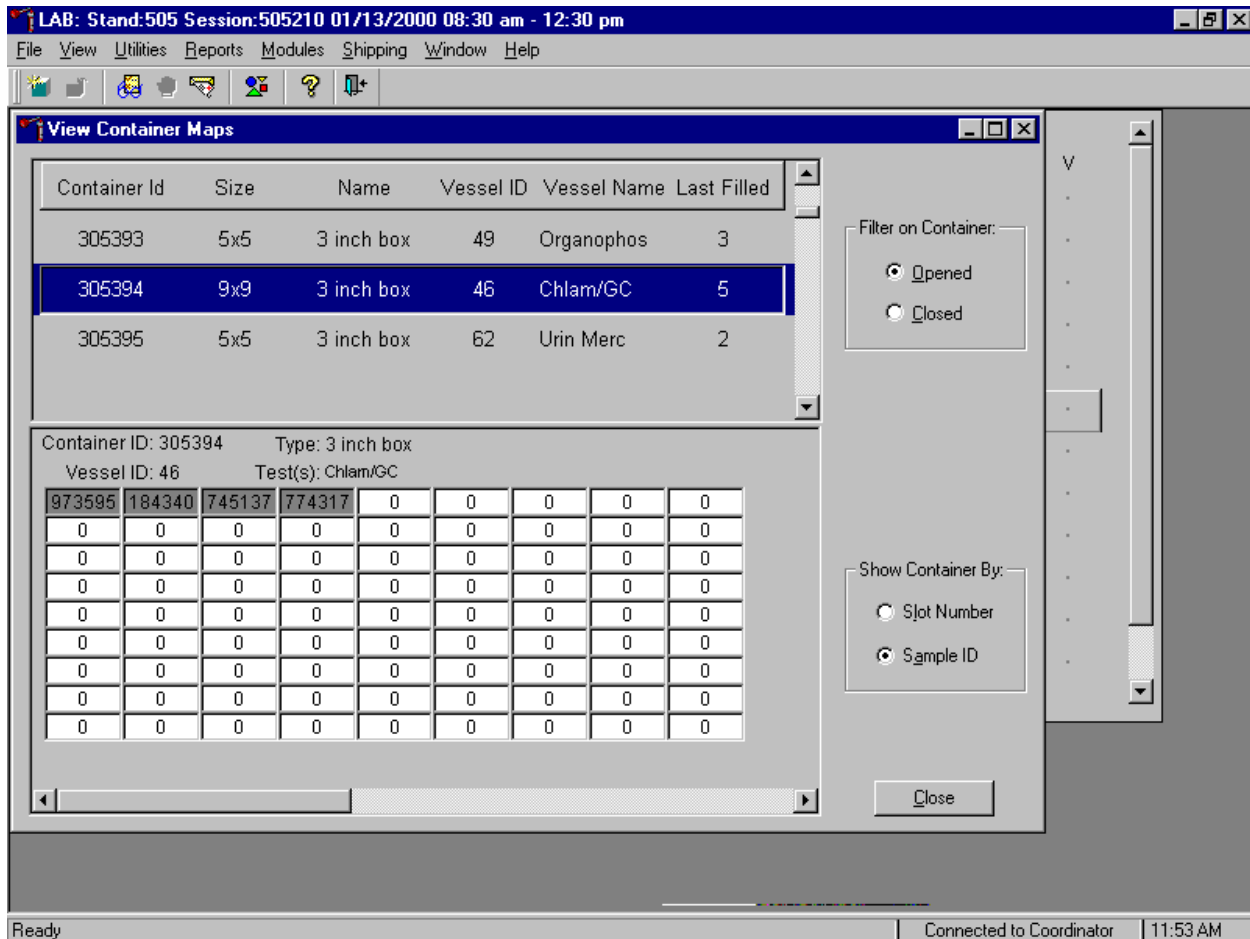 LAB: Stand:505 Session:505210 01/13/2000 08:30 am - 12:30 pm
File View Utilities Reports Modules Shipping Window Help
View Container Maps
V
Container Id Size Name Vessel ID Vessel Name Last Filled
305393 5x5 3 inch box 49 Organophos 3
305394 9x9 3 inch box 46 Chlam/GC 5
305395 5x5 3 inch box 62 Urin Merc 2
Filter on Container:
Opened
Closed
Container ID: 305394 Type: 3 inch box
Vessel ID: 46 Test(s): Chlam/GC
973595 184340 745137 774317 0 0 0 0 0
0 0 0 0 0 0 0 0 0
0 0 0 0 0 0 0 0 0
0 0 0 0 0 0 0 0 0
0 0 0 0 0 0 0 0 0
0 0 0 0 0 0 0 0 0
0 0 0 0 0 0 0 0 0
0 0 0 0 0 0 0 0 0
0 0 0 0 0 0 0 0 0
Show Container By:
Slot Number
Sample ID
Close
Ready Connected to Coordinator 11:53 AM